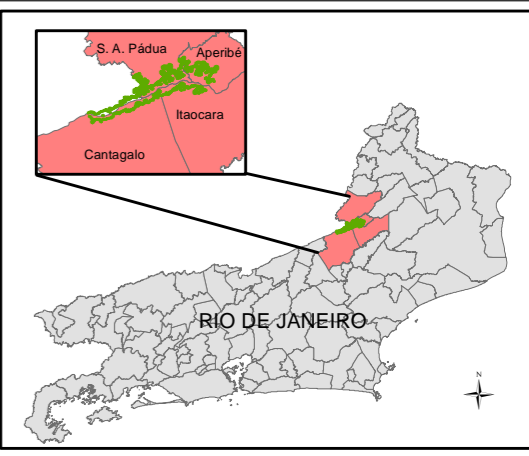 S. A. Pádua
Aperibé
Itaocara
Cantagalo
RIO DE JANEIRO
N